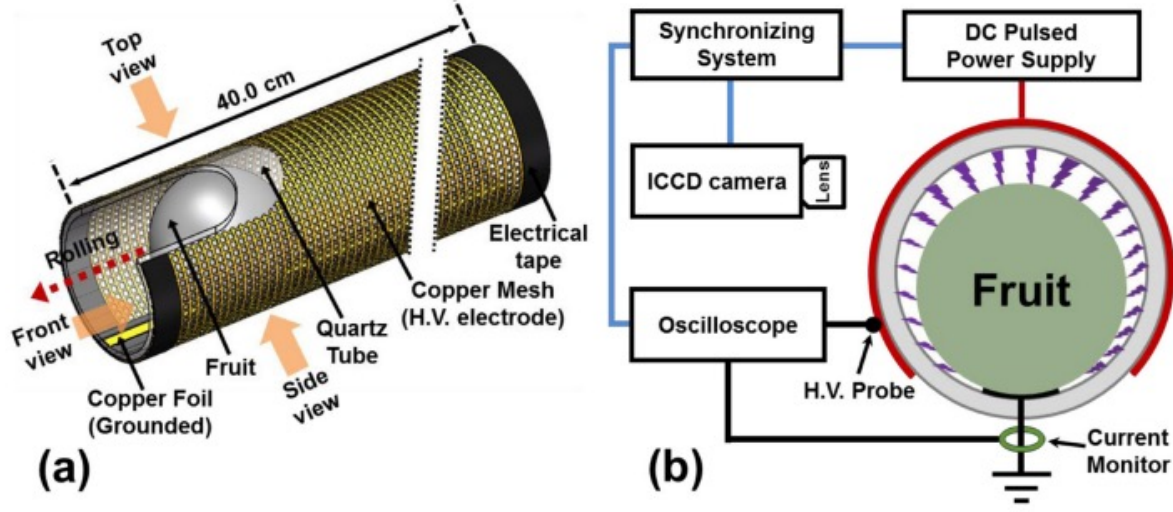 Top
view
40.0 cm
Rolling
Front
view
Copper Foil
(Grounded)
Fruit
Quartz
Tube
Side
view
Copper Mesh
(H.V. electrode)
Electrical
tape
(a)
Synchronizing
System
DC Pulsed
Power Supply
ICCD camera
Lens
Oscilloscope
Fruit
H.V. Probe
Current
Monitor
(b)